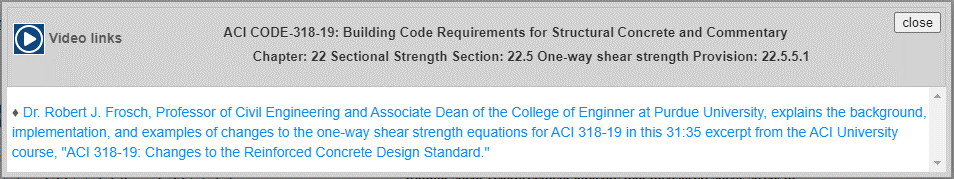 close
Video links
ACI CODE-318-19: Building Code Requirements for Structural Concrete and Commentary
Chapter: 22 Sectional Strength Section: 22.5 One-way shear strength Provision: 22.5.5.1
♦ Dr. Robert J. Frosch, Professor of Civil Engineering and Associate Dean of the College of Enginner at Purdue University, explains the background,
implementation, and examples of changes to the one-way shear strength equations for ACI 318-19 in this 31:35 excerpt from the ACI University
course, "ACI 318-19: Changes to the Reinforced Concrete Design Standard."